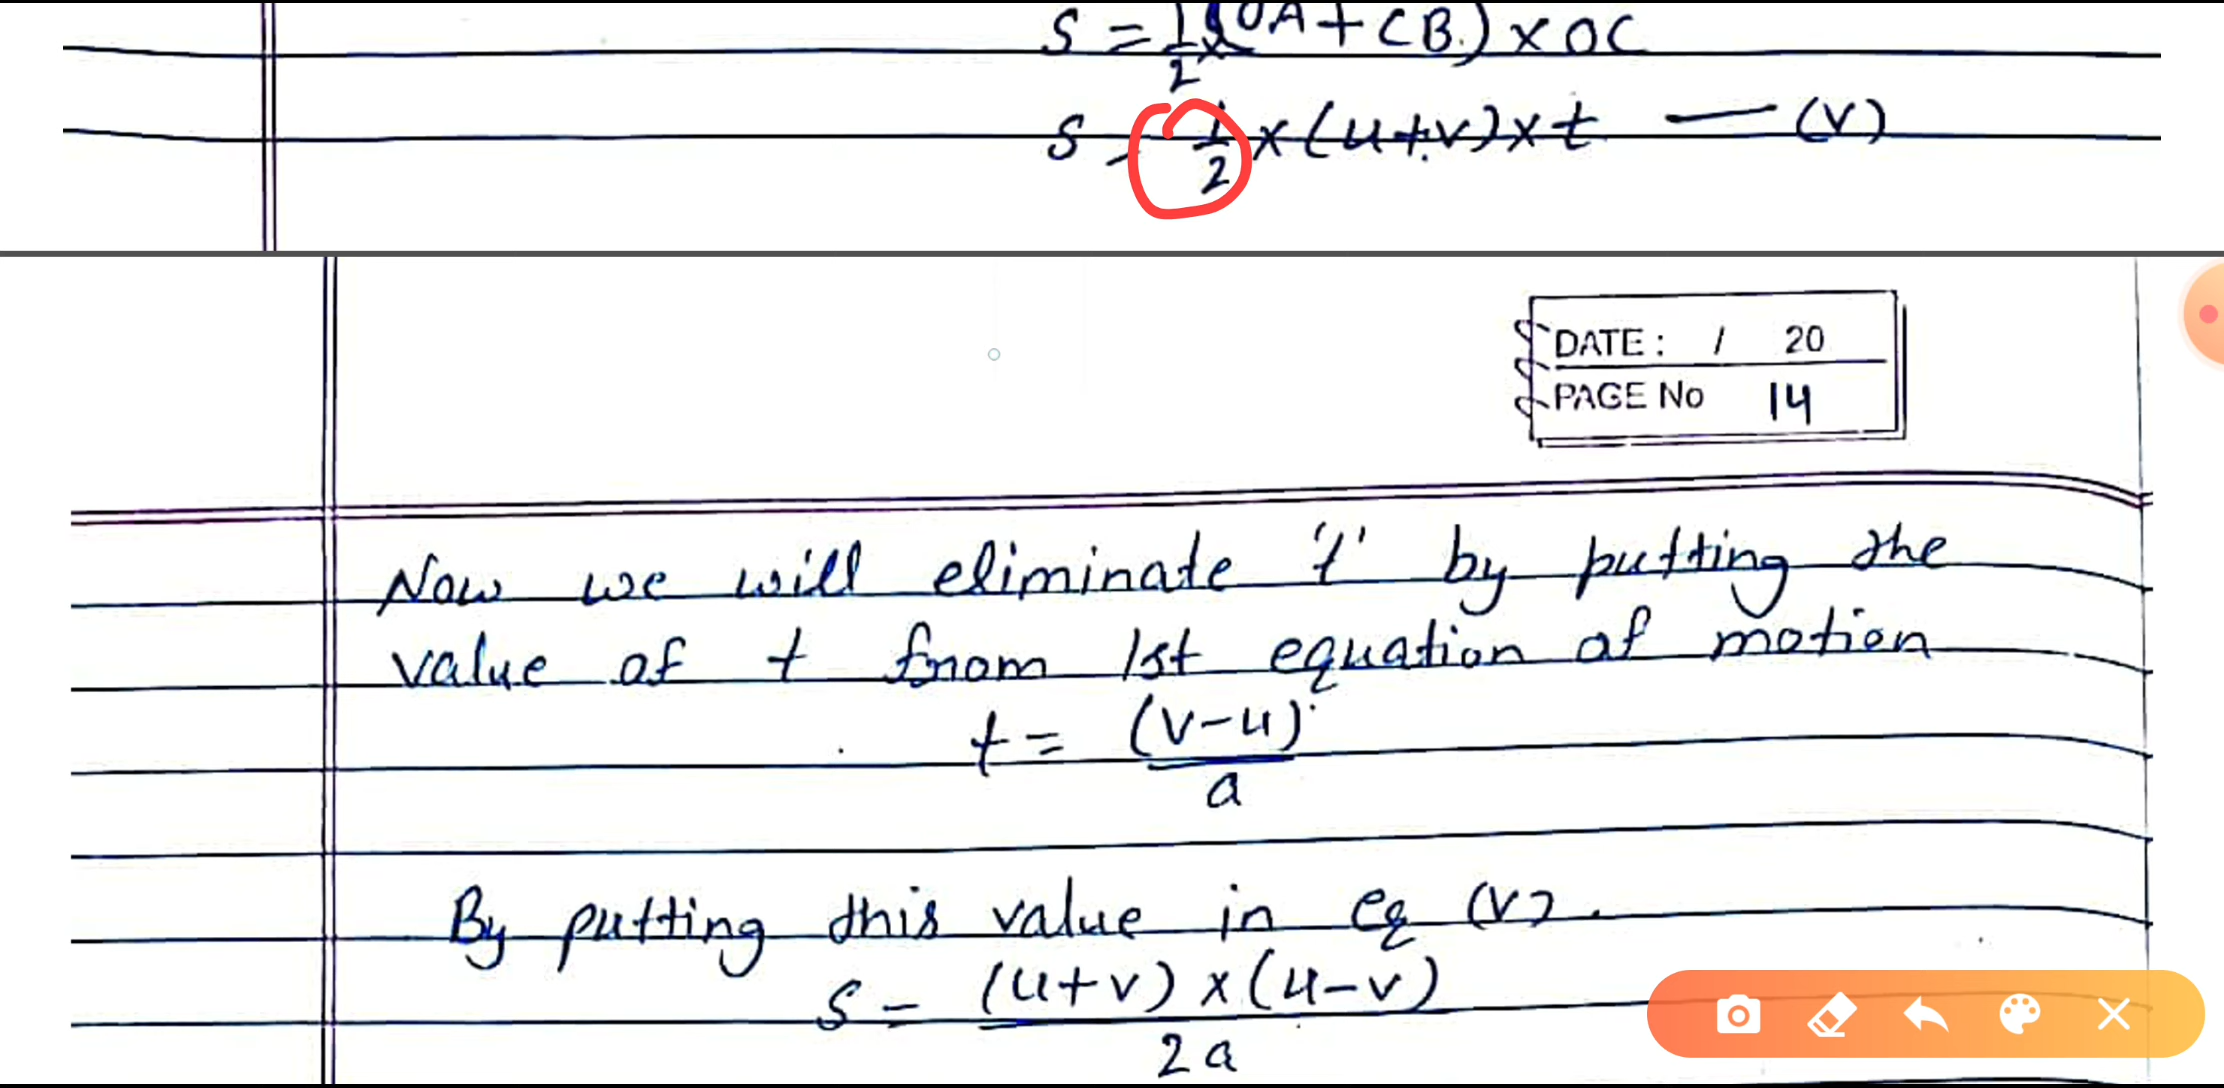 S = 1/2 (OA + CB) × OC
S = 1/2 × (u+v) × t — (v)
DATE : / 20
PAGE No 14
Now we will eliminate 't' by putting the
value of t from 1st equation of motion
t = (v-u)/a
By putting this value in eq (v).
S = (u+v) × (u-v)/2a